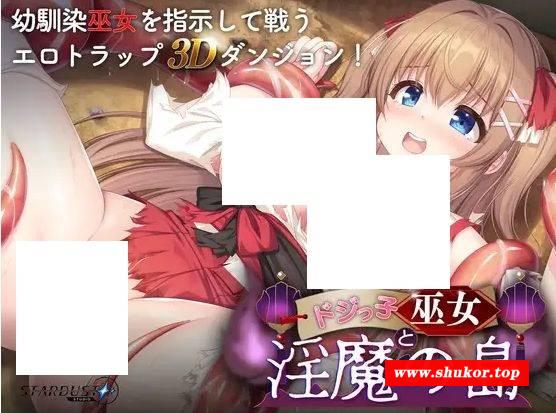 幼馴染巫女を指示して戦う
エロトラップ3Dダンジョン！
ドジっ子巫女
と
淫魔の島
www.shukor.top
STARDUST
STUDIO